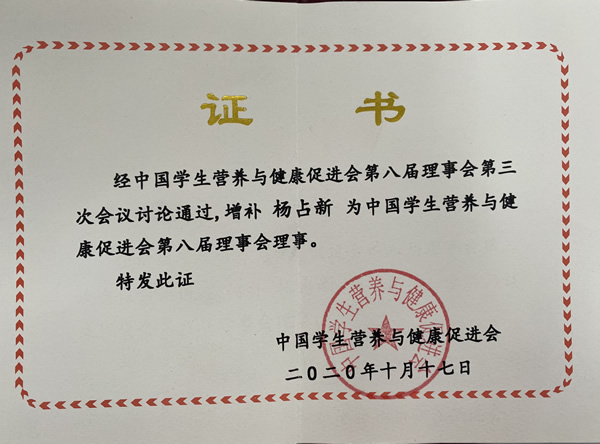 证 书
经中国学生营养与健康促进会第八届理事会第三
次会议讨论通过,增补 杨占新 为中国学生营养与健
康促进会第八届理事会理事。
特发此证
中国学生营养与健康促进会
中国学生营养与健康促进会
二〇二〇年十月十七日